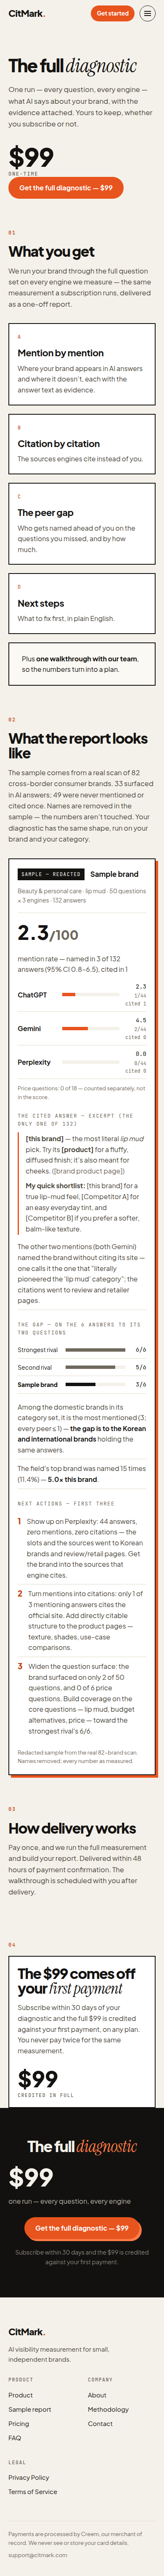 CitMark.
Get started
The full diagnostic
One run — every question, every engine —
what AI says about your brand, with the
evidence attached. Yours to keep, whether
you subscribe or not.
$99
ONE-TIME
Get the full diagnostic — $99
01
What you get
We run your brand through the full question
set on every engine we measure — the same
measurement subscription runs, delivered
as a one-off report.
A
Mention by mention
Where your brand appears in AI answers
and where it doesn't, each with the
answer text as evidence.
B
Citation by citation
The sources engines cite instead of you.
C
The peer gap
Who gets named ahead of you on the
questions you missed, and by how
much.
D
Next steps
What to fix first, in plain English.
Plus one walkthrough with our team,
so the numbers turn into a plan.
02
What the report looks
like
The sample comes from a real scan of 82
cross-border consumer brands. 33 surfaced
in AI answers; 49 were never mentioned or
cited once. Names are removed in the
sample — the numbers aren't touched. Your
diagnosis has the same shape, run on your
brand and your category.
SAMPLE — REDACTED
Sample brand
Beauty & personal care · lip mud · 50 questions
× 3 engines · 132 answers
2.3/100
mention rate — named in 3 of 132
answers (95% CI 0.8–6.5), cited in 1
ChatGPT
2.3
1/44
cited 1
Gemini
4.5
2/44
cited 0
Perplexity
0.0
0/44
cited 0
Price questions: 0 of 18 — counted separately, not
in the score.
THE CITED ANSWER — EXCERPT (THE
ONLY ONE OF 132)
[this brand] — the most literal lip mud
pick. Try its [product] for a fluffy,
diffused finish; it's also meant for
cheeks. ([brand product page])
My quick shortlist: [this brand] for a
true lip-mud feel, [Competitor A] for
an easy everyday tint, and
[Competitor B] if you prefer a softer,
balm-like texture.
The other two mentions (both Gemini)
named the brand without citing its site —
one calls it the one that "literally
pioneered the 'lip mud' category"; the
citations went to reviews and retailer
pages.
THE GAP — ON THE 6 ANSWERS TO ITS
TWO QUESTIONS
Strongest rival
6/6
Second rival
5/6
Sample brand
3/6
Among the domestic brands in its
category set, it is the most mentioned (3;
every peer ≤ 1) — the gap is to the Korean
and international brands holding the
same answers.
The field's top brand was named 15 times
(11.4%) — 5.0× this brand.
NEXT ACTIONS — FIRST THREE
1 Show up on Perplexity: 44 answers,
zero mentions, zero citations — the
slots and the sources went to Korean
brands and review/retail pages. Get
the brand into the sources that
engine cites.
2 Turn mentions into citations: only 1 of
3 mentioning answers cites the
official site. Add directly citable
structure to the product pages —
texture, shades, use-case
comparisons.
3 Widen the question surface: the
brand surfaced on only 2 of 50
questions, and 0 of 6 price
questions. Build coverage on the
core questions — lip mud, budget
alternatives, price — toward the
strongest rival's 6/6.
Redacted sample from the real 82-brand scan.
Names removed; every number as measured.
03
How delivery works
Pay once, and we run the full measurement
and build your report. Delivered within 48
hours of payment confirmation. The
walkthrough is scheduled with you after
delivery.
04
The $99 comes off
your first payment
Subscribe within 30 days of your
diagnostic and the full $99 is credited
against your first payment, on any plan.
You never pay twice for the same
measurement.
$99
CREDITED IN FULL
The full diagnostic
$99
one run — every question, every engine
Get the full diagnostic — $99
Subscribe within 30 days and the $99 is credited
against your first payment.
CitMark.
AI visibility measurement for small,
independent brands.
PRODUCT
Product
Sample report
Pricing
FAQ
COMPANY
About
Methodology
Contact
LEGAL
Privacy Policy
Terms of Service
Payments are processed by Creem, our merchant of
record. We never see or store your card details.
support@citmark.com